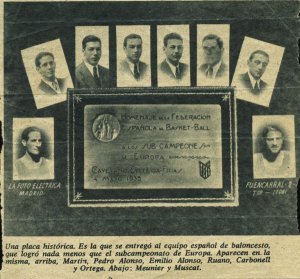 HOMENAJE DE LA FEDERACION
ESPAÑOLA DE BASKET-BALL
A LOS SUB-CAMPEONES
DE EUROPA
MAYO 1935
LA FOTO ELECTRICA
MADRID
FUENCARRAL
Una placa histórica. Es la que se entregó al equipo español de baloncesto,
que logró nada menos que el subcampeonato de Europa. Aparecen en la
misma, arriba, Martín, Pedro Alonso, Emilio Alonso, Ruano, Carbonell
y Ortega. Abajo: Meunier y Muscat.